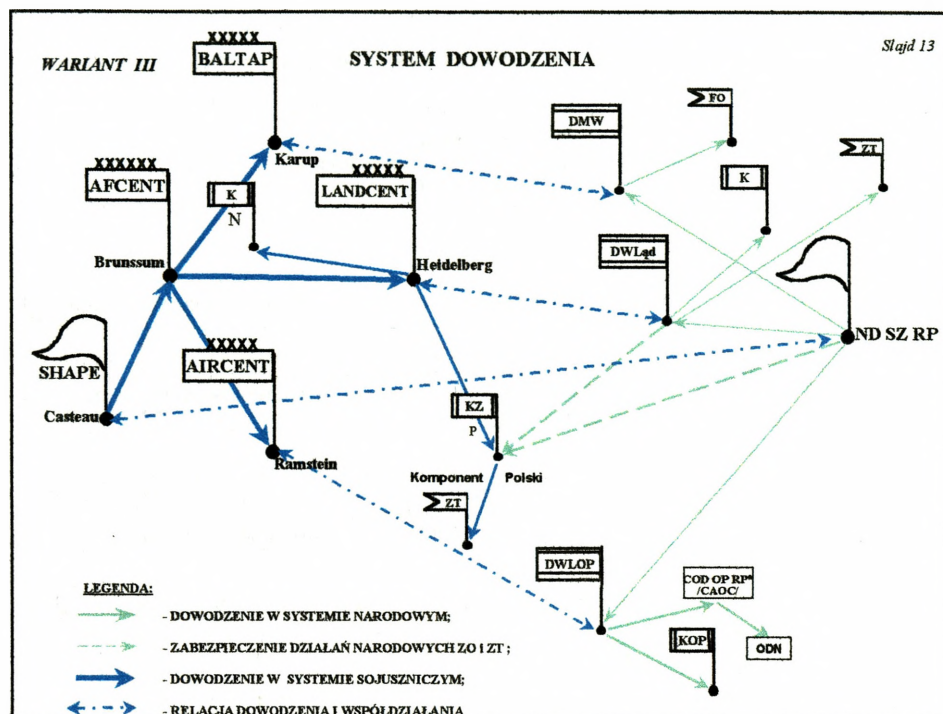 WARIANT III
SYSTEM DOWODZENIA
Slajd 13
XXXXX
BALTAP
Karup
XXXXXX
AFCENT
Brunssum
K
N
XXXXX
LANDCENT
Heidelberg
SHAPE
Casteau
XXXXX
AIRCENT
Ramstein
KZ
P
Komponent Polski
ZT
DMW
FO
K
ZT
DWLąd
ND SZ RP
DWLOP
COD OP RP*
/CAOC/
ODN
KOP
LEGENDA:
- DOWODZENIE W SYSTEMIE NARODOWYM;
- ZABEZPIECZENIE DZIAŁAŃ NARODOWYCH ZO I ZT ;
- DOWODZENIE W SYSTEMIE SOJUSZNICZYM;
- RELACJA DOWODZENIA I WSPÓŁDZIAŁANIA